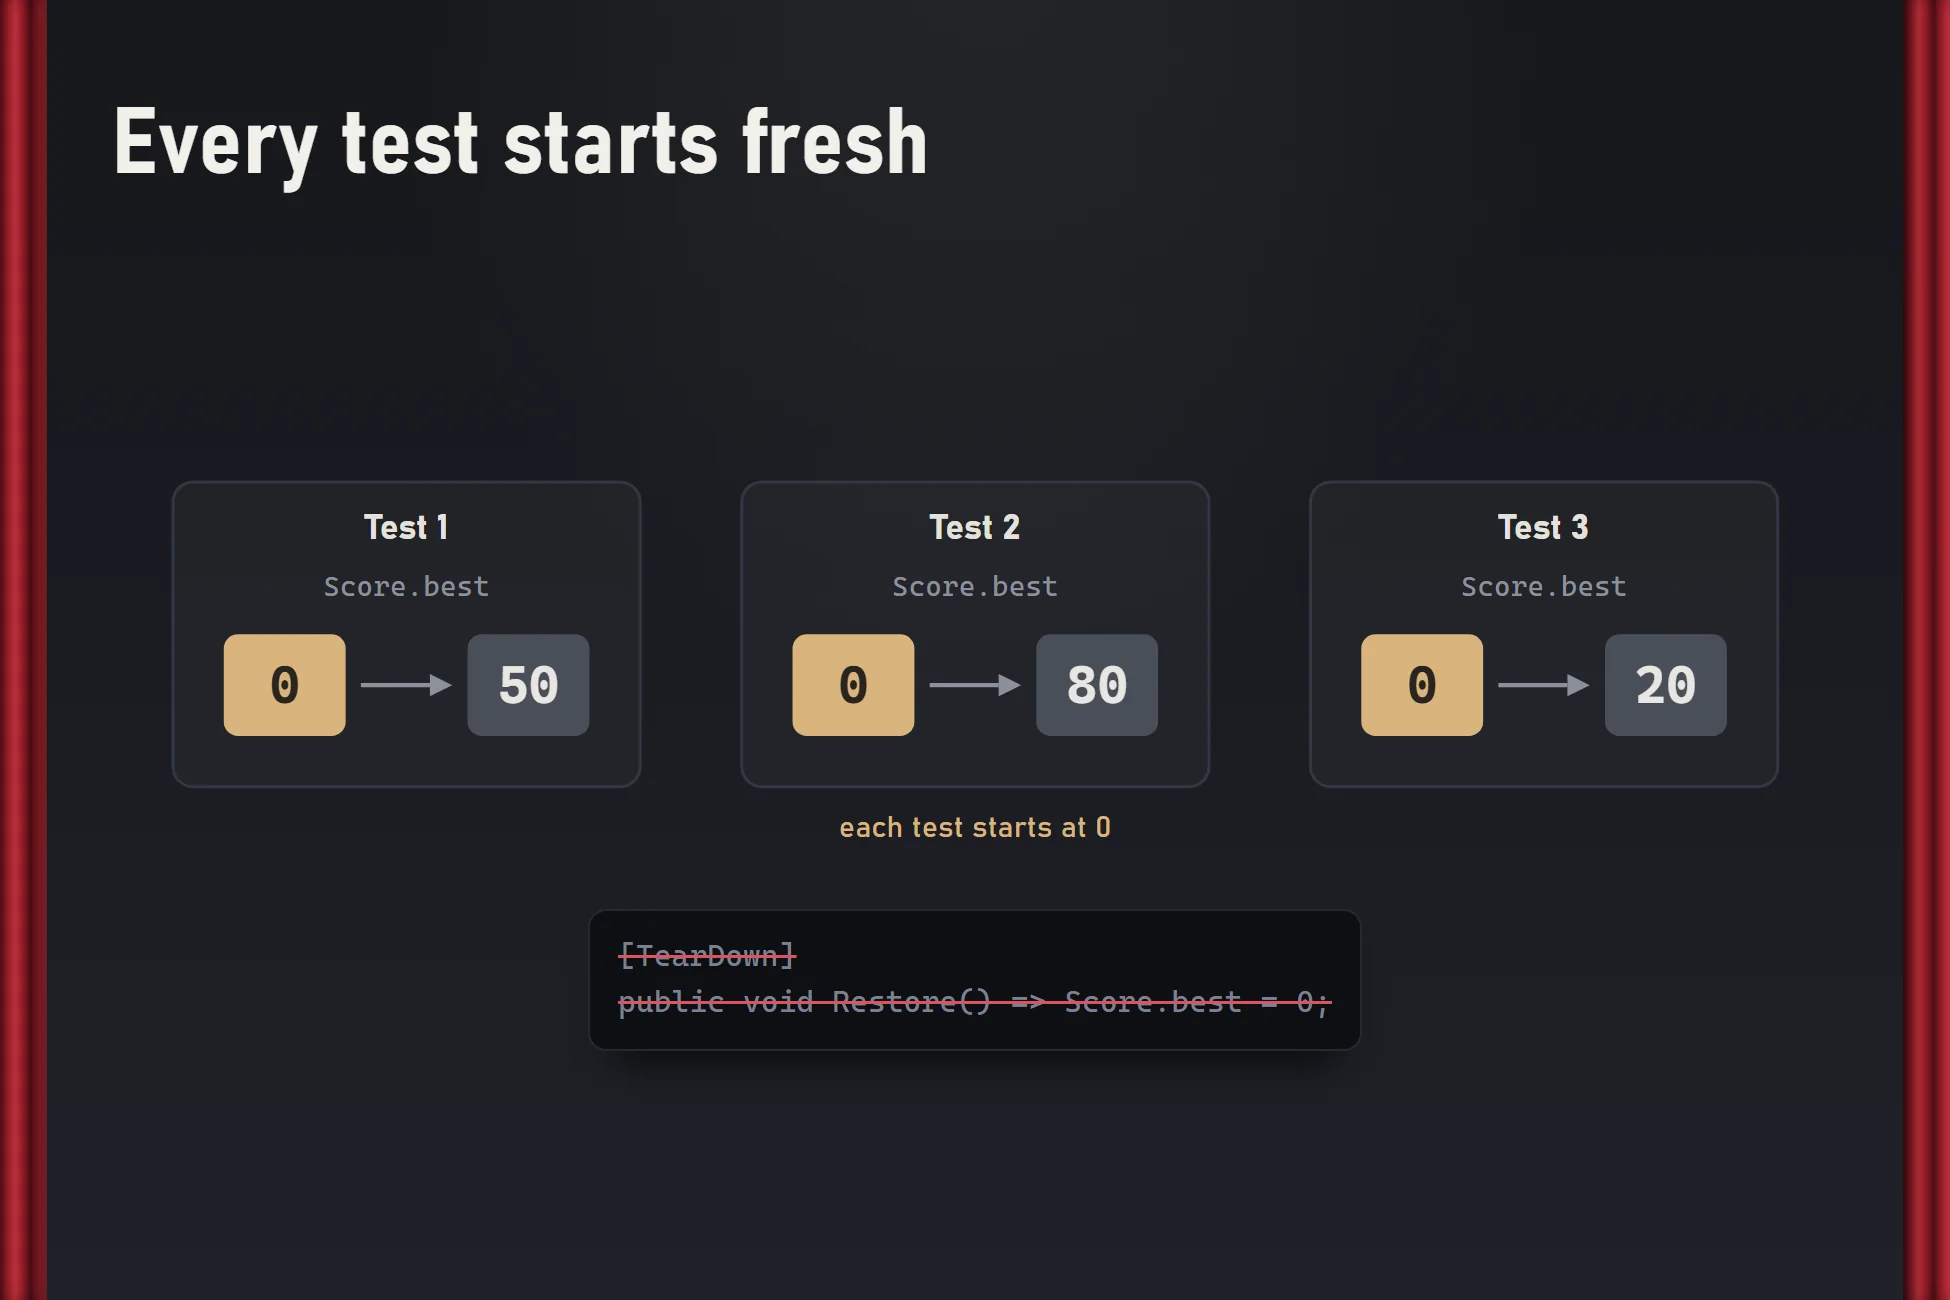 Every test starts fresh
Test 1
Score.best
0
50
Test 2
Score.best
0
80
Test 3
Score.best
0
20
each test starts at 0
[TearDown]
public void Restore() => Score.best = 0;